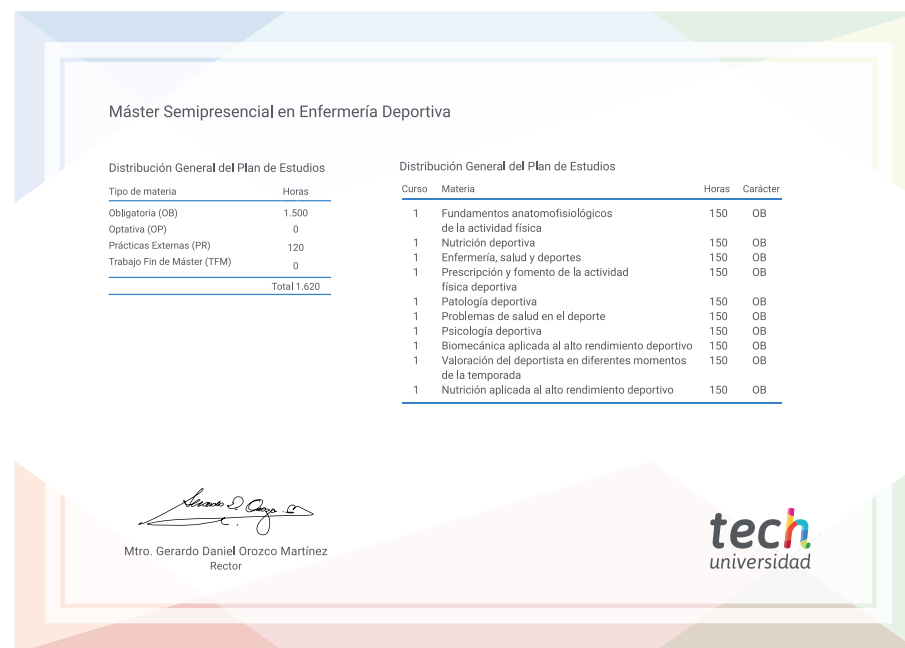 Máster Semipresencial en Enfermería Deportiva
Distribución General del Plan de Estudios
Tipo de materia Horas
Obligatoria (OB) 1.500
Optativa (OP) 0
Prácticas Externas (PR) 120
Trabajo Fin de Máster (TFM) 0
Total 1.620
Distribución General del Plan de Estudios
Curso Materia Horas Carácter
1 Fundamentos anatomofisiológicos 150 OB
de la actividad física
1 Nutrición deportiva 150 OB
1 Enfermería, salud y deportes 150 OB
1 Prescripción y fomento de la actividad 150 OB
física deportiva
1 Patología deportiva 150 OB
1 Problemas de salud en el deporte 150 OB
1 Psicología deportiva 150 OB
1 Biomecánica aplicada al alto rendimiento deportivo 150 OB
1 Valoración del deportista en diferentes momentos 150 OB
de la temporada
1 Nutrición aplicada al alto rendimiento deportivo 150 OB
Mtro. Gerardo Daniel Orozco Martínez
Rector
tech
universidad